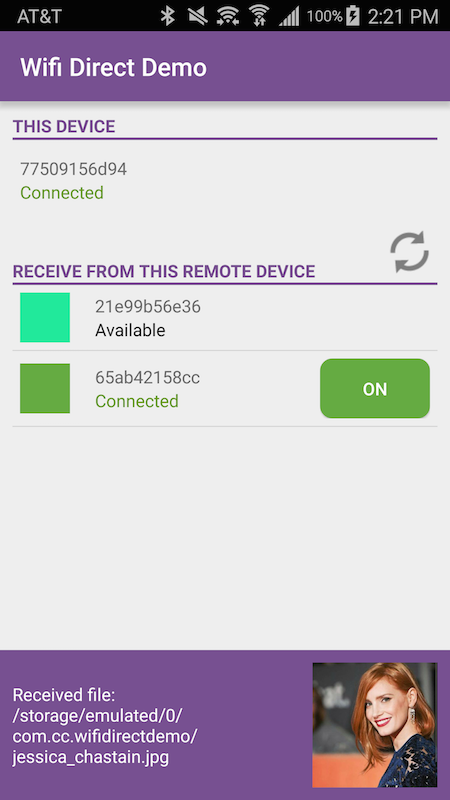 AT&T 100% 2:21 PM
Wifi Direct Demo
THIS DEVICE
77509156d94
Connected
RECEIVE FROM THIS REMOTE DEVICE
21e99b56e36
Available
65ab42158cc
Connected
ON
Received file:
/storage/emulated/0/
com.cc.wifidirectdemo/
jessica_chastain.jpg